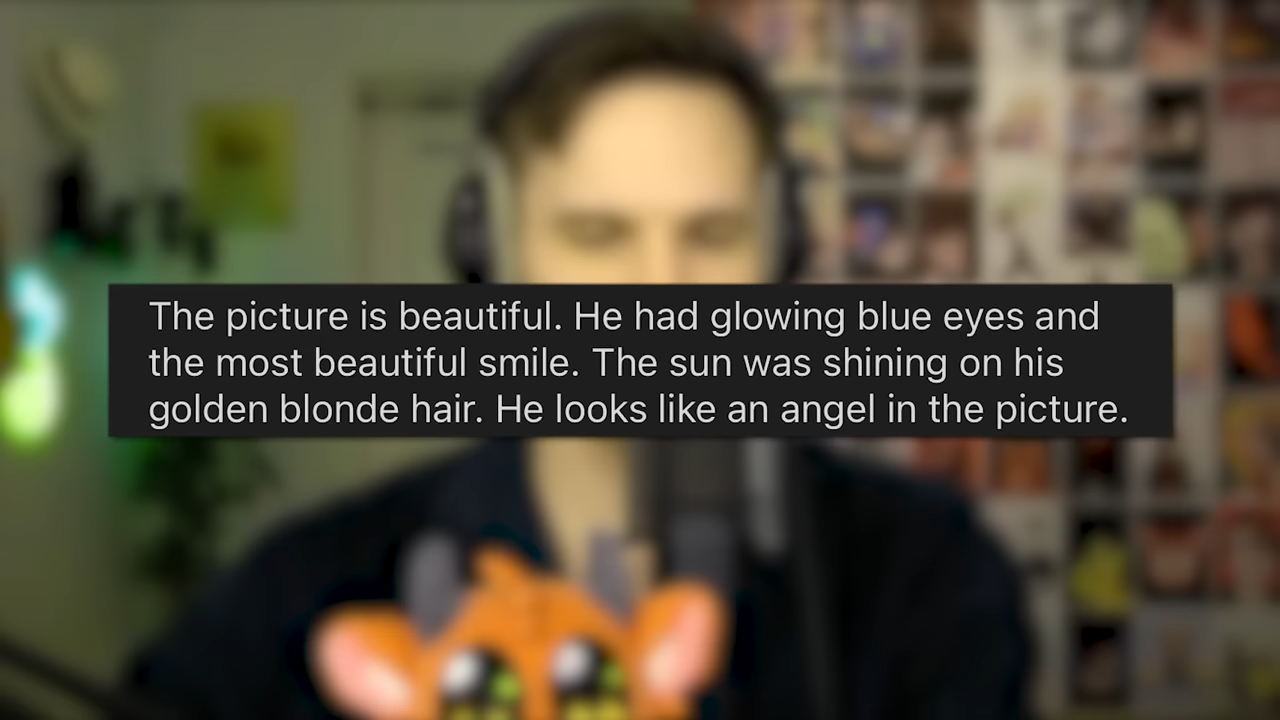 The picture is beautiful. He had glowing blue eyes and
the most beautiful smile. The sun was shining on his
golden blonde hair. He looks like an angel in the picture.